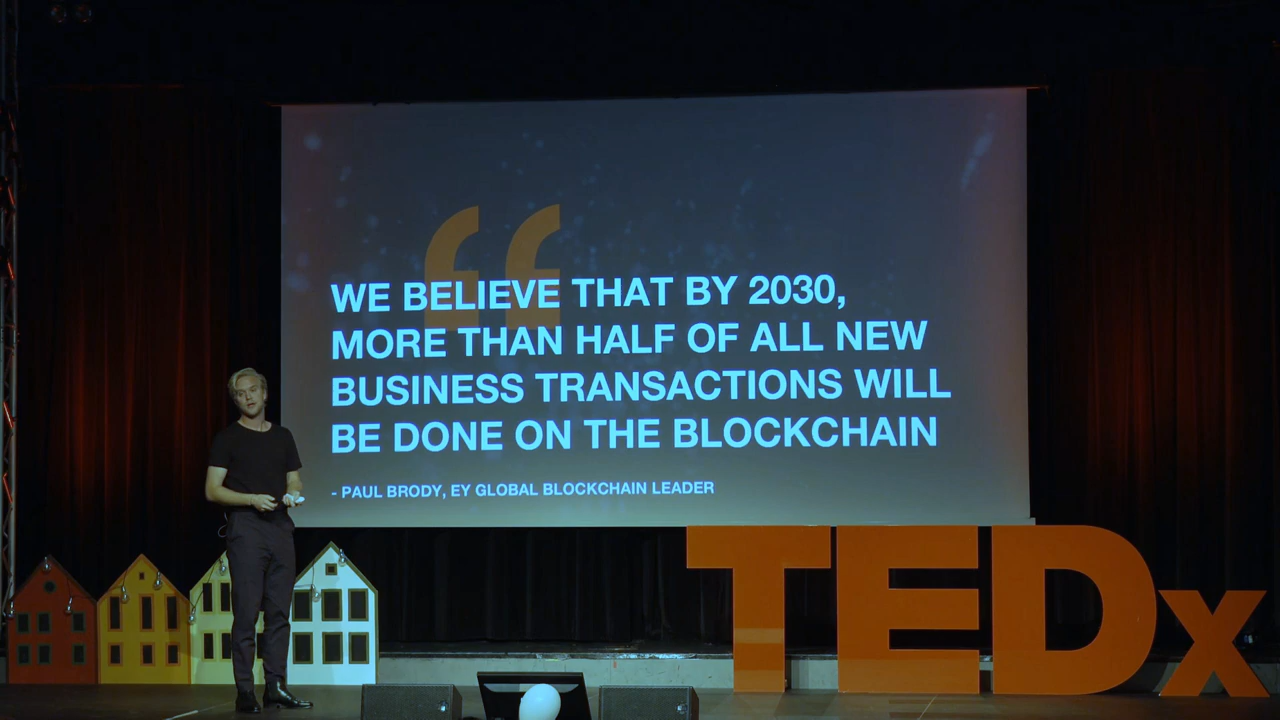 WE BELIEVE THAT BY 2030,
MORE THAN HALF OF ALL NEW
BUSINESS TRANSACTIONS WILL
BE DONE ON THE BLOCKCHAIN
- PAUL BRODY, EY GLOBAL BLOCKCHAIN LEADER
TEDx